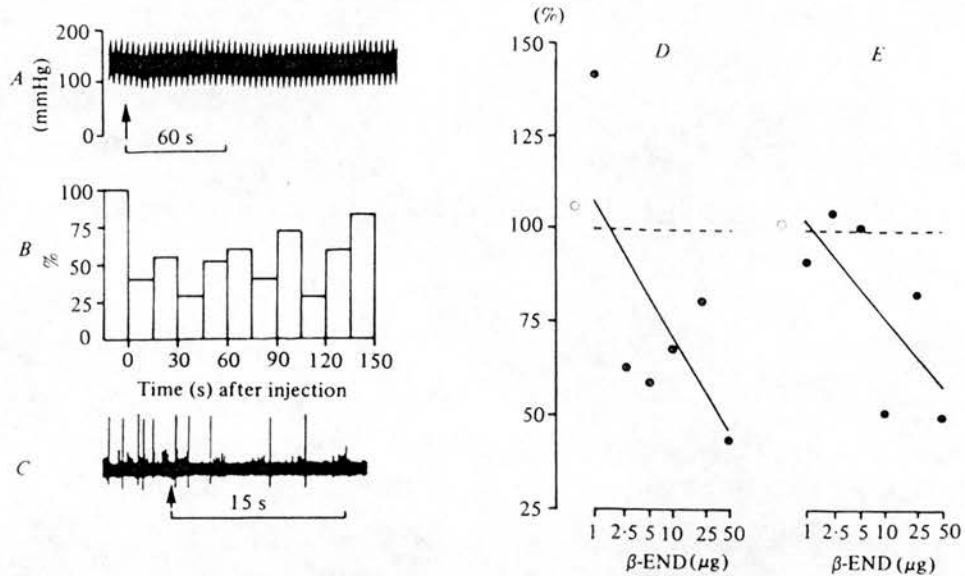 A
(mmHg)
200
100
0
60 s
B
%
100
75
50
25
0
0 30 60 90 120 150
Time (s) after injection
C
15 s
(%)
150
125
100
75
50
25
D
E
1 2·5 5 10 25 50
β-END (μg)
1 2·5 5 10 25 50
β-END (μg)